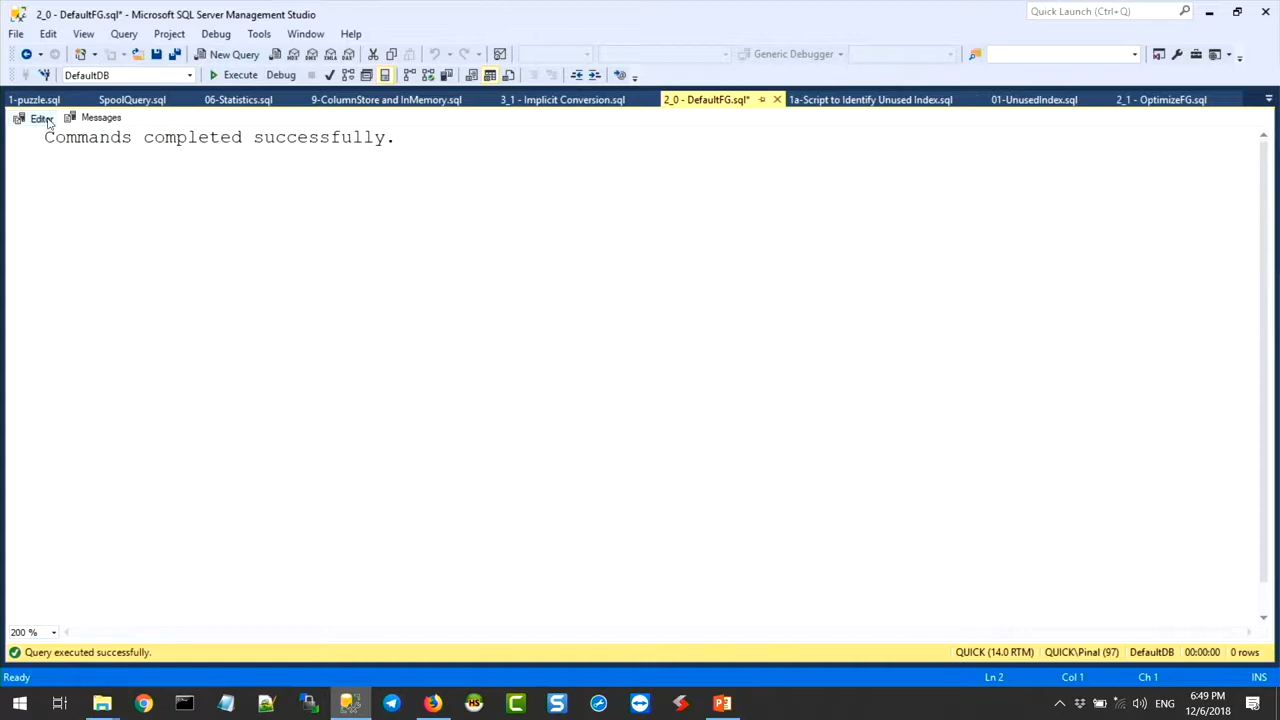 2_0 - DefaultFG.sql* - Microsoft SQL Server Management Studio
Quick Launch (Ctrl+Q)
File Edit View Query Project Debug Tools Window Help
New Query
Generic Debugger
DefaultDB
Execute Debug
1-puzzle.sql SpoolQuery.sql 06-Statistics.sql 9-ColumnStore and InMemory.sql 3_1 - Implicit Conversion.sql 2_0 - DefaultFG.sql* 1a-Script to Identify Unused Index.sql 01-UnusedIndex.sql 2_1 - OptimizeFG.sql
Editor Messages
Commands completed successfully.
200 %
Query executed successfully. QUICK (14.0 RTM) QUICK\Pinal (97) DefaultDB 00:00:00 0 rows
Ready Ln 2 Col 1 Ch 1 INS
ENG
6:49 PM
12/6/2018